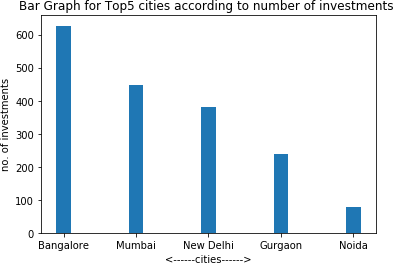 Bar Graph for Top5 cities according to number of investments
no. of investments
600
500
400
300
200
100
0
Bangalore Mumbai New Delhi Gurgaon Noida
<------cities------>